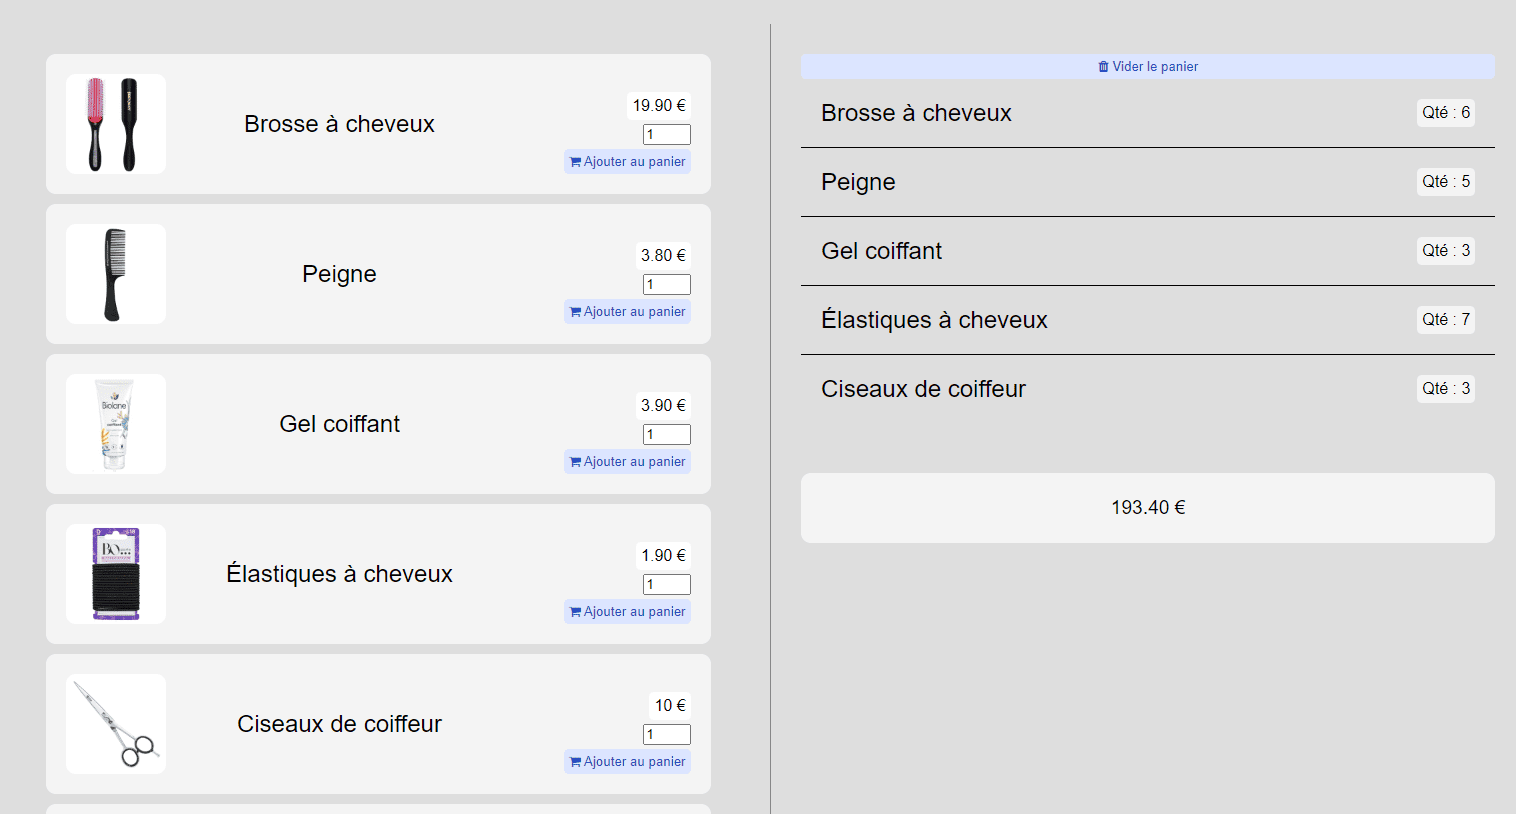 Brosse à cheveux
19.90 €
1
Ajouter au panier
Peigne
3.80 €
1
Ajouter au panier
Biolane
Gel coiffant
3.90 €
1
Ajouter au panier
Élastiques à cheveux
1.90 €
1
Ajouter au panier
Ciseaux de coiffeur
10 €
1
Ajouter au panier
Vider le panier
Brosse à cheveux
Qté : 6
Peigne
Qté : 5
Gel coiffant
Qté : 3
Élastiques à cheveux
Qté : 7
Ciseaux de coiffeur
Qté : 3
193.40 €